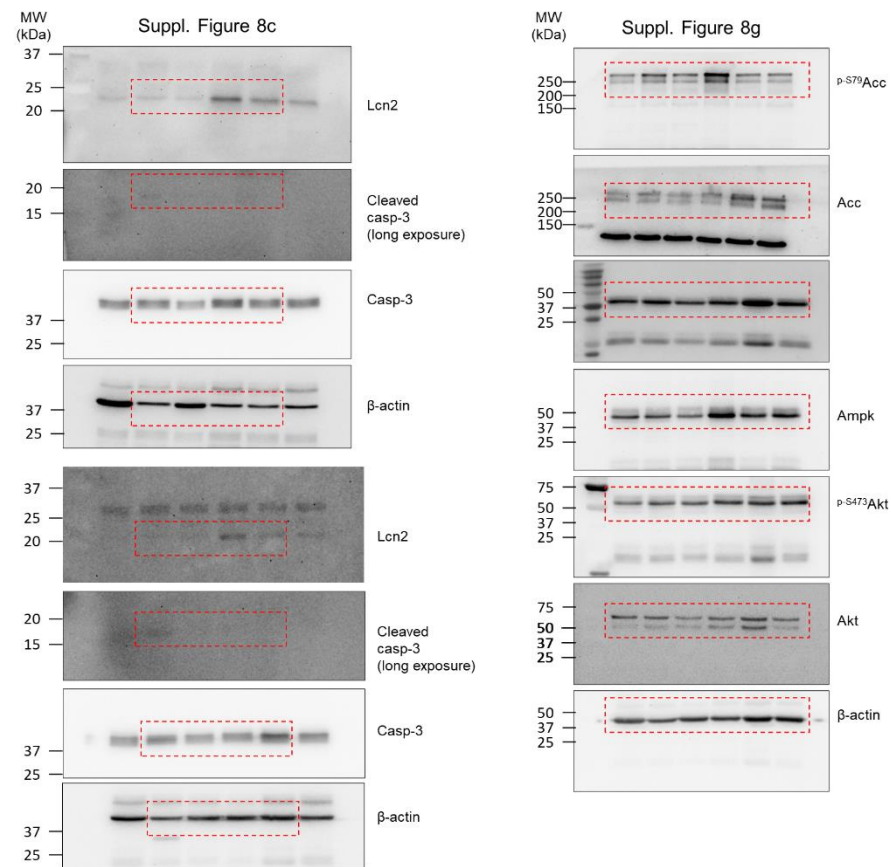 MW
(kDa)
Suppl. Figure 8c
37
25
20
Lcn2
20
15
Cleaved
casp-3
(long exposure)
37
25
Casp-3
37
25
β-actin
37
25
20
Lcn2
20
15
Cleaved
casp-3
(long exposure)
37
25
Casp-3
37
25
β-actin
MW
(kDa)
Suppl. Figure 8g
250
200
150
p-S79Acc
250
200
150
Acc
50
37
25
50
37
25
Ampk
75
50
37
25
p-S473Akt
75
50
37
25
Akt
50
37
25
β-actin